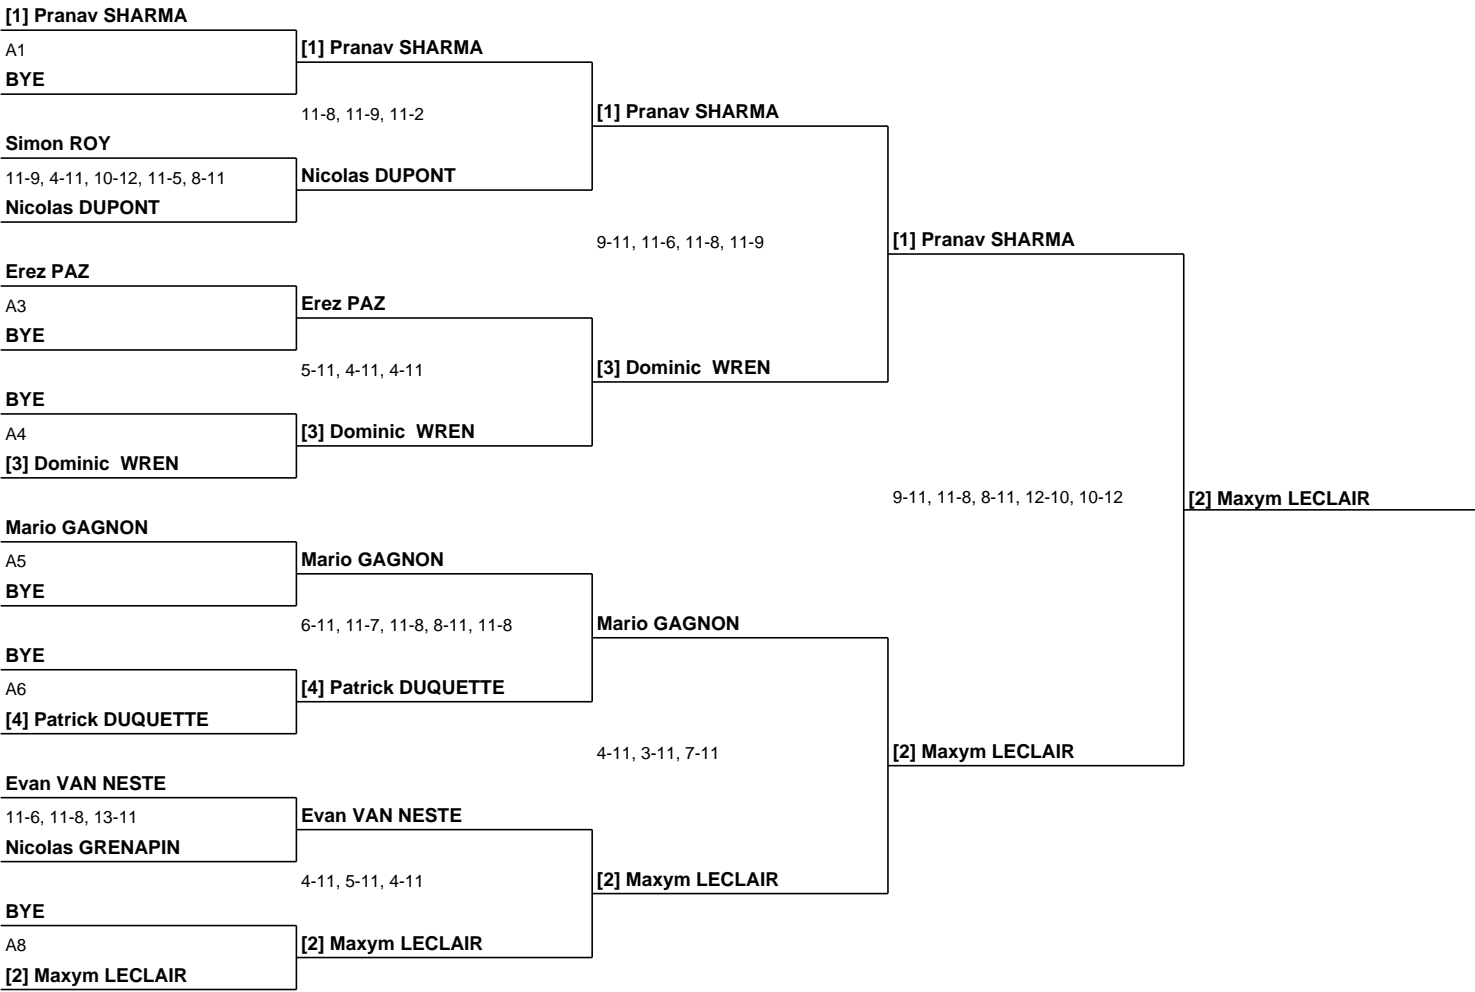 [1] Pranav SHARMA
A1
BYE
Simon ROY
11-9, 4-11, 10-12, 11-5, 8-11
Nicolas DUPONT
Erez PAZ
A3
BYE
BYE
A4
[3] Dominic  WREN
Mario GAGNON
A5
BYE
BYE
A6
[4] Patrick DUQUETTE
Evan VAN NESTE
11-6, 11-8, 13-11
Nicolas GRENAPIN
BYE
A8
[2] Maxym LECLAIR
[1] Pranav SHARMA
11-8, 11-9, 11-2
Nicolas DUPONT
Erez PAZ
5-11, 4-11, 4-11
[3] Dominic  WREN
Mario GAGNON
6-11, 11-7, 11-8, 8-11, 11-8
[4] Patrick DUQUETTE
Evan VAN NESTE
4-11, 5-11, 4-11
[2] Maxym LECLAIR
[1] Pranav SHARMA
9-11, 11-6, 11-8, 11-9
[3] Dominic  WREN
Mario GAGNON
4-11, 3-11, 7-11
[2] Maxym LECLAIR
[1] Pranav SHARMA
9-11, 11-8, 8-11, 12-10, 10-12
[2] Maxym LECLAIR
[2] Maxym LECLAIR